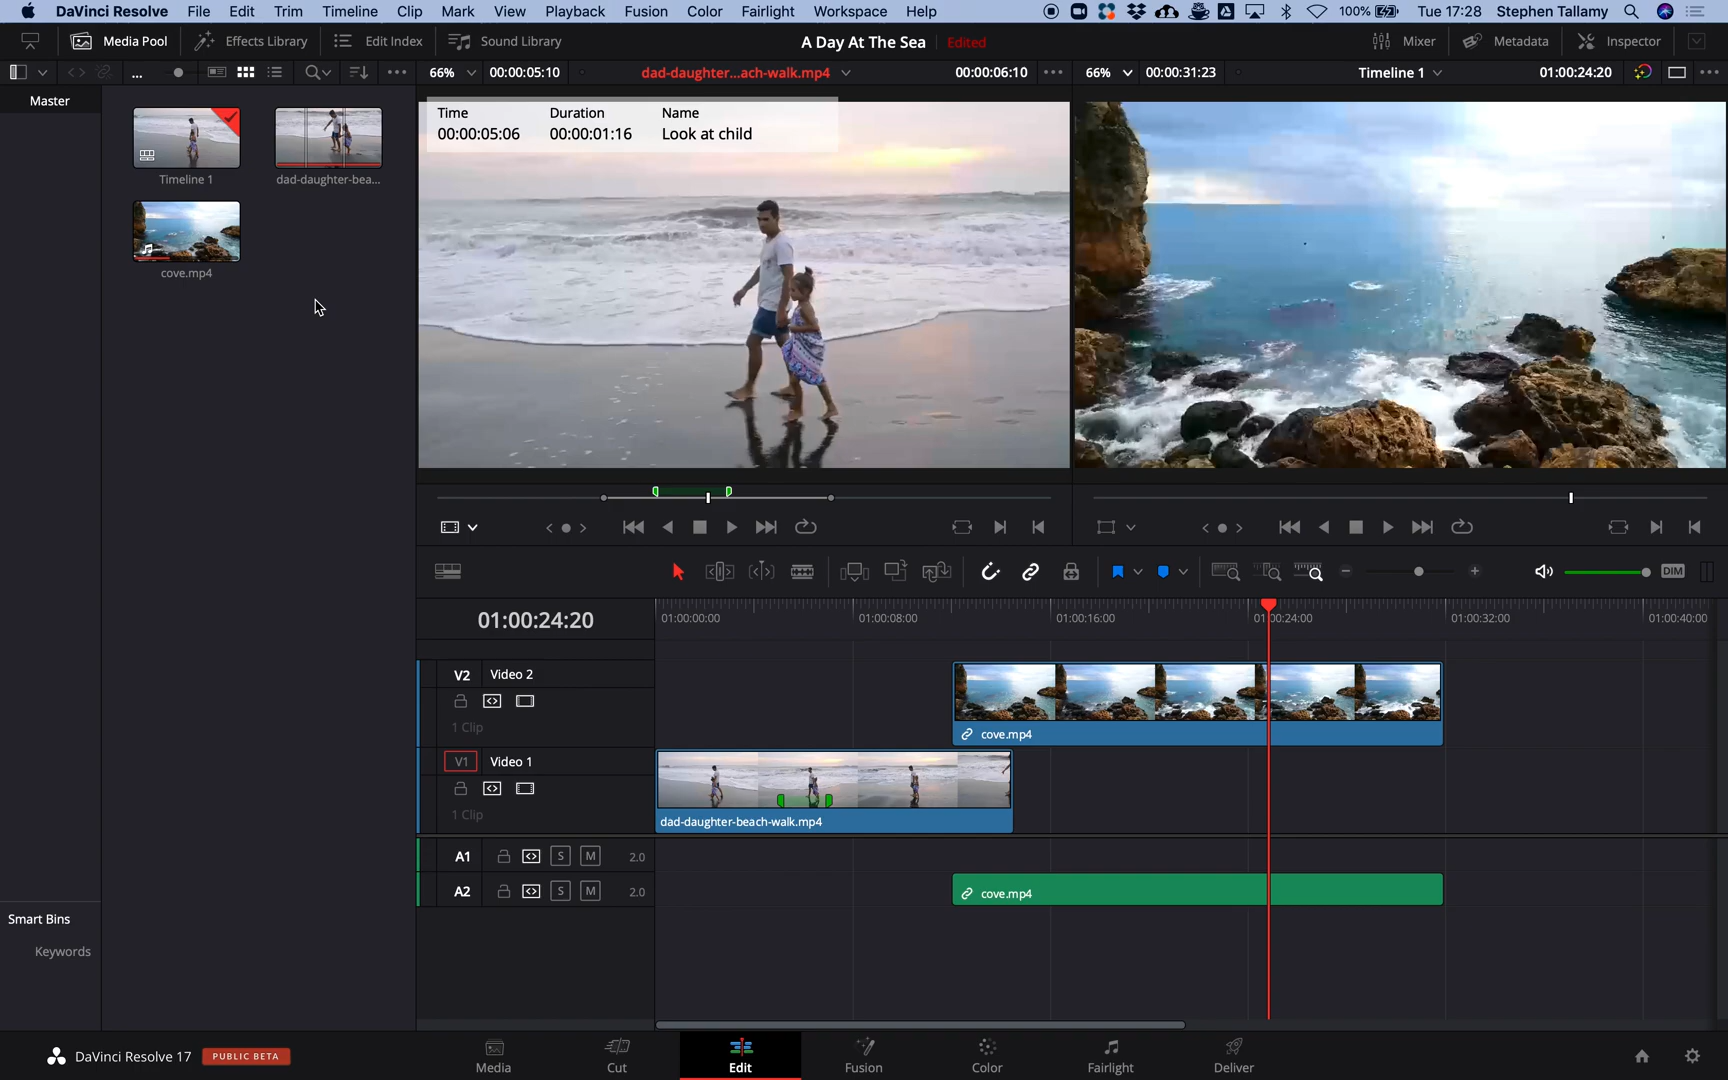 DaVinci Resolve File Edit Trim Timeline Clip Mark View Playback Fusion Color Fairlight Workspace Help 100% Tue 17:28 Stephen Tallamy
Media Pool Effects Library Edit Index Sound Library A Day At The Sea Edited Mixer Metadata Inspector
... 66% 00:00:05:10 dad-daughter...ach-walk.mp4 00:00:06:10 66% 00:00:31:23 Timeline 1 01:00:24:20
Master
Time Duration Name
00:00:05:06 00:00:01:16 Look at child
Timeline 1 dad-daughter-bea...
cove.mp4
DIM
01:00:24:20
01:00:00:00 01:00:08:00 01:00:16:00 01:00:24:00 01:00:32:00 01:00:40:00
V2 Video 2
1 Clip
cove.mp4
V1 Video 1
1 Clip
dad-daughter-beach-walk.mp4
A1 S M 2.0
A2 S M 2.0
cove.mp4
Smart Bins
Keywords
DaVinci Resolve 17 PUBLIC BETA
Media Cut Edit Fusion Color Fairlight Deliver